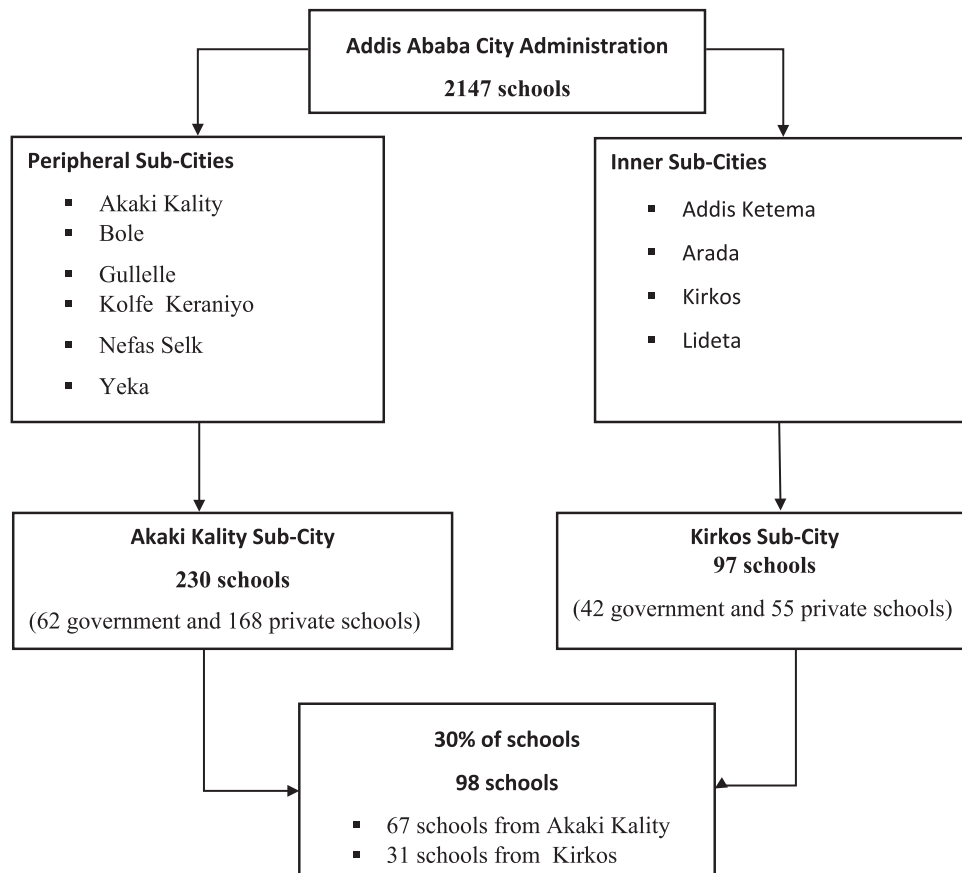 Addis Ababa City Administration
2147 schools
Peripheral Sub-Cities
▪ Akaki Kality
▪ Bole
▪ Gullelle
▪ Kolfe Keraniyo
▪ Nefas Selk
▪ Yeka
Inner Sub-Cities
▪ Addis Ketema
▪ Arada
▪ Kirkos
▪ Lideta
Akaki Kality Sub-City
230 schools
(62 government and 168 private schools)
Kirkos Sub-City
97 schools
(42 government and 55 private schools)
30% of schools
98 schools
▪ 67 schools from Akaki Kality
▪ 31 schools from Kirkos